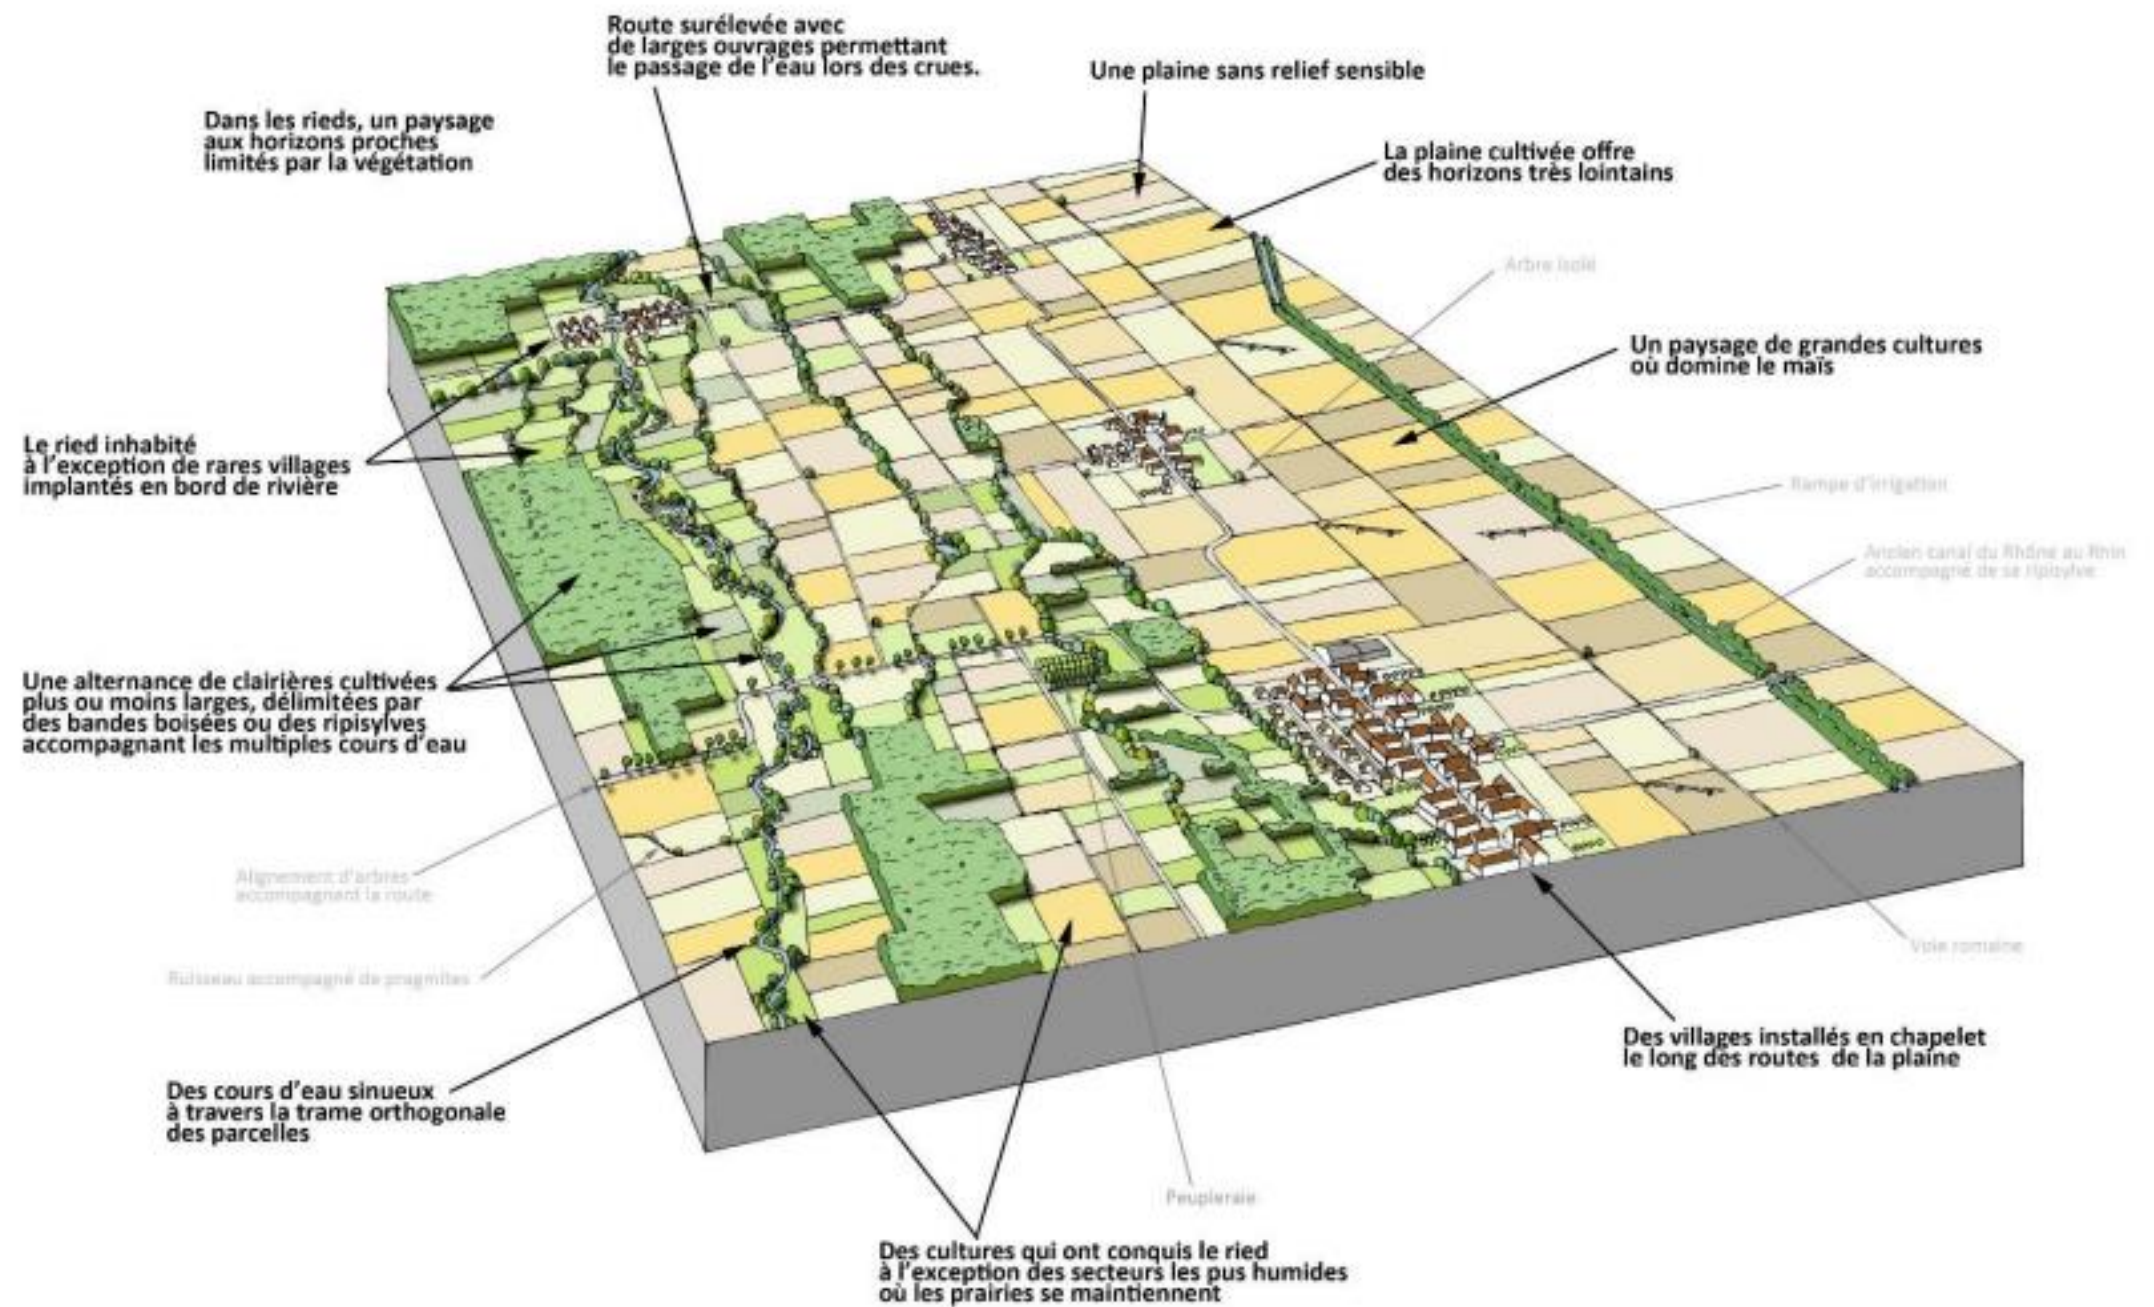 Route surélevée avec
de larges ouvrages permettant
le passage de l'eau lors des crues.
Une plaine sans relief sensible
Dans les rieds, un paysage
aux horizons proches
limités par la végétation
La plaine cultivée offre
des horizons très lointains
Arbre isolé
Un paysage de grandes cultures
où domine le maïs
Le ried inhabité
à l'exception de rares villages
implantés en bord de rivière
Rampe d'irrigation
Ancien canal du Rhône au Rhin
accompagné de sa ripisylve
Une alternance de clairières cultivées
plus ou moins larges, délimitées par
des bandes boisées ou des ripisylves
accompagnant les multiples cours d'eau
Alignement d'arbres
accompagnant la route
Voie romaine
Ruisseau accompagné de pragmites
Des villages installés en chapelet
le long des routes de la plaine
Des cours d'eau sinueux
à travers la trame orthogonale
des parcelles
Peupleraie
Des cultures qui ont conquis le ried
à l'exception des secteurs les pus humides
où les prairies se maintiennent